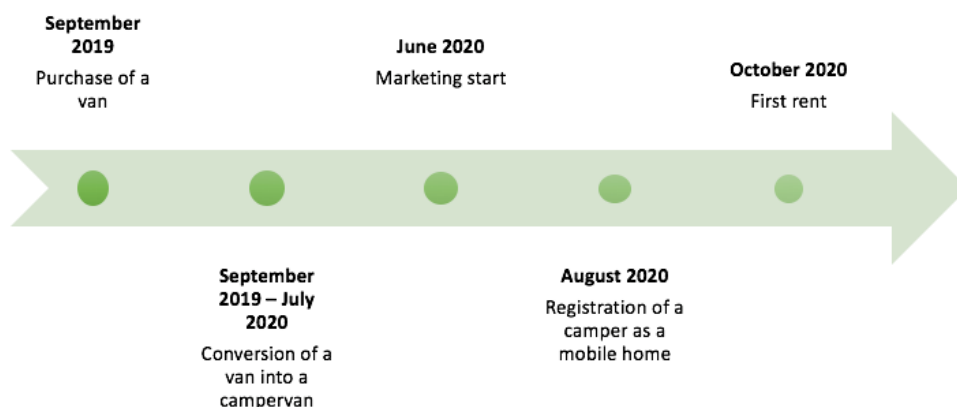 September
2019
Purchase of a
van
September
2019 – July
2020
Conversion of a
van into a
campervan
June 2020
Marketing start
August 2020
Registration of a
camper as a
mobile home
October 2020
First rent